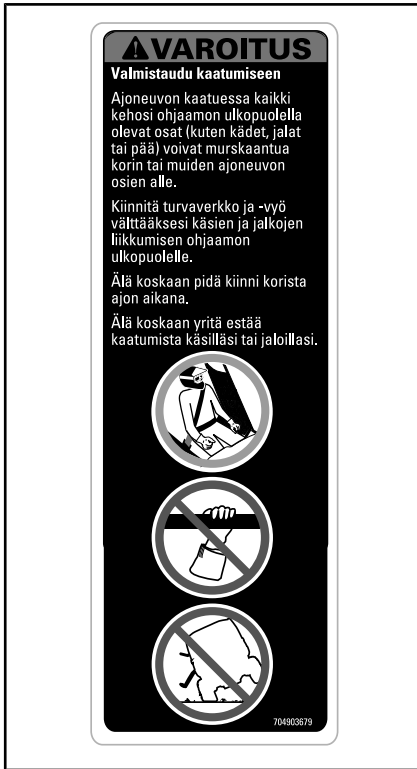 VAROITUS
Valmistaudu kaatumiseen
Ajoneuvon kaatuessa kaikki
kehosi ohjaamon ulkopuolella
olevat osat (kuten kädet, jalat
tai pää) voivat murskaantua
korin tai muiden ajoneuvon
osien alle.
Kiinnitä turvaverkko ja -vyö
välttääksesi käsien ja jalkojen
liikkumisen ohjaamon
ulkopuolelle.
Älä koskaan pidä kiinni korista
ajon aikana.
Älä koskaan yritä estää
kaatumista käsilläsi tai jaloillasi.
704903679